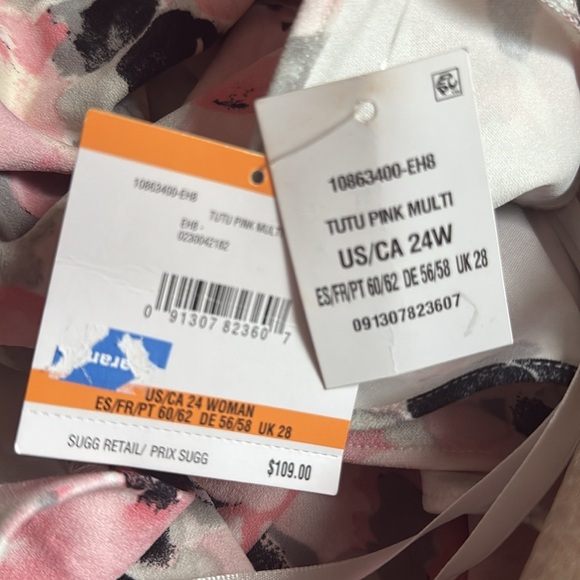 10863400-EH8
TUTU PINK MULT
EH8 -
0230042182
0 91307 82360 7
aran
US/CA 24 WOMAN
ES/FR/PT 60/62 DE 56/58 UK 28
SUGG RETAIL/ PRIX SUGG
$109.00
10863400-EH8
TUTU PINK MULTI
US/CA 24W
ES/FR/PT 60/62 DE 56/58 UK 28
091307823607